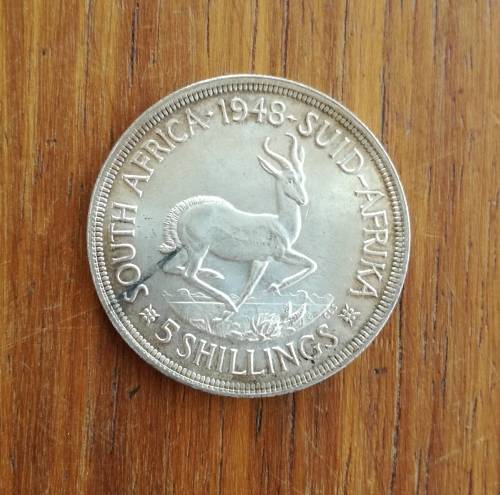 SOUTH AFRICA · 1948 - SUID-AFRIKA
5 SHILLINGS